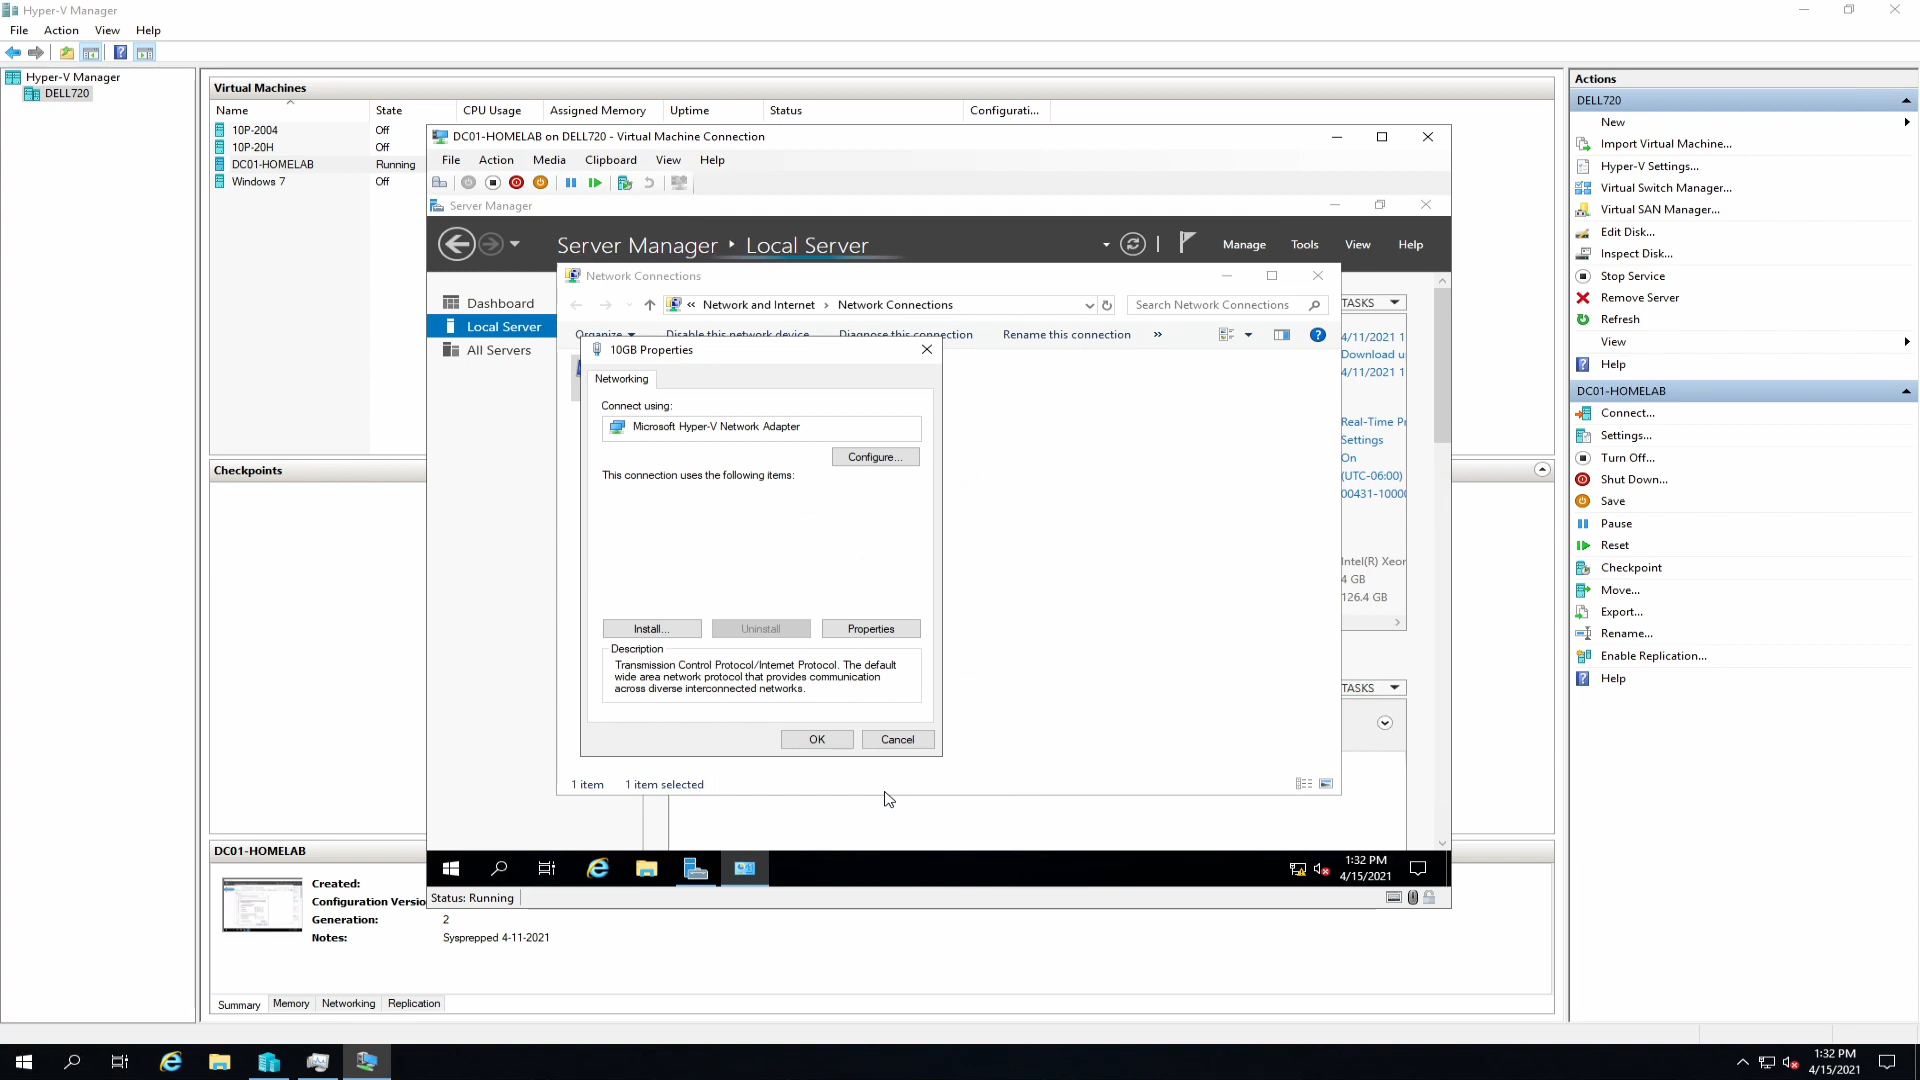 Hyper-V Manager
File Action View Help
Hyper-V Manager
DELL720
Virtual Machines
Name State CPU Usage Assigned Memory Uptime Status Configurati...
10P-2004 Off
10P-20H Off
DC01-HOMELAB Running
Windows 7 Off
Checkpoints
DC01-HOMELAB
Created:
Configuration Versio
Generation: 2
Notes: Sysprepped 4-11-2021
Summary Memory Networking Replication
DC01-HOMELAB on DELL720 - Virtual Machine Connection
File Action Media Clipboard View Help
Server Manager
Server Manager ‣ Local Server
Manage Tools View Help
Dashboard
Local Server
All Servers
TASKS
4/11/2021 1
Download u
4/11/2021 1
Real-Time Pr
Settings
On
(UTC-06:00)
00431-1000
Intel(R) Xeor
4 GB
126.4 GB
TASKS
Network Connections
« Network and Internet › Network Connections
Search Network Connections
Organize Disable this network device Diagnose this connection Rename this connection »
10GB Properties
Networking
Connect using:
Microsoft Hyper-V Network Adapter
Configure...
This connection uses the following items:
Install... Uninstall Properties
Description
Transmission Control Protocol/Internet Protocol. The default
wide area network protocol that provides communication
across diverse interconnected networks.
OK Cancel
1 item 1 item selected
1:32 PM
4/15/2021
Status: Running
Actions
DELL720
New
Import Virtual Machine...
Hyper-V Settings...
Virtual Switch Manager...
Virtual SAN Manager...
Edit Disk...
Inspect Disk...
Stop Service
Remove Server
Refresh
View
Help
DC01-HOMELAB
Connect...
Settings...
Turn Off...
Shut Down...
Save
Pause
Reset
Checkpoint
Move...
Export...
Rename...
Enable Replication...
Help
1:32 PM
4/15/2021